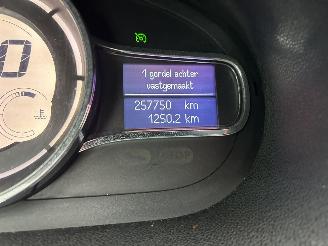 1 gordel achter
vastgemaakt
257750 km
1250.2 km